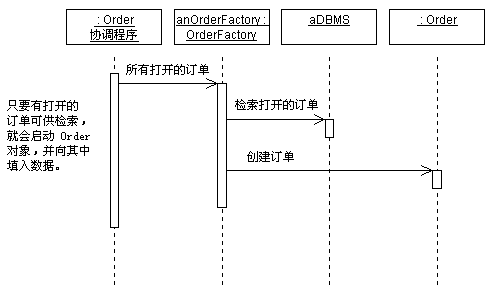 : Order
协调程序
anOrderFactory :
OrderFactory
aDBMS
: Order
所有打开的订单
只要有打开的
订单可供检索，
就会启动 Order
对象，并向其中
填入数据。
检索打开的订单
创建订单